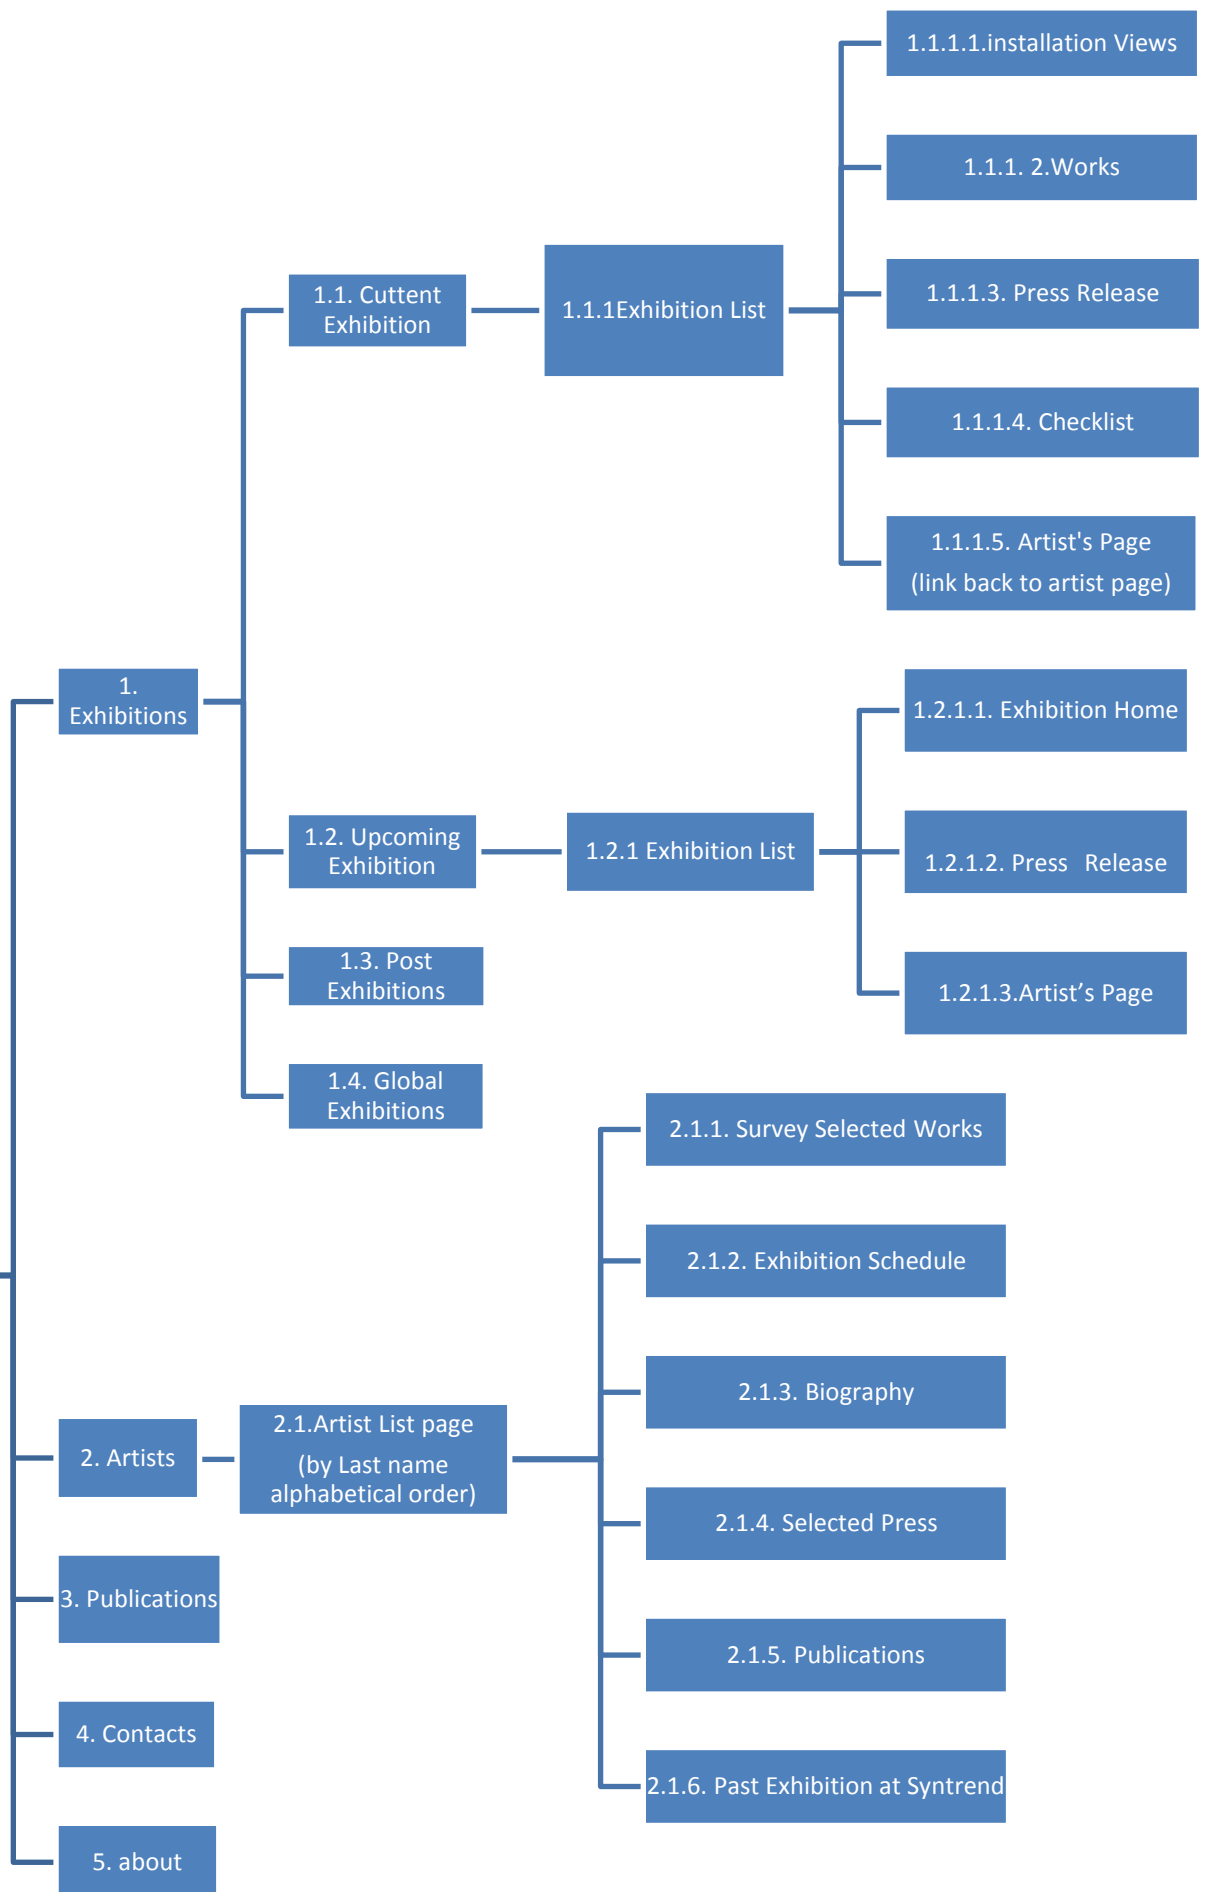 1.1.1.1.installation Views
1.1.1. 2.Works
1.1. Cuttent
Exhibition
1.1.1Exhibition List
1.1.1.3. Press Release
1.1.1.4. Checklist
1.1.1.5. Artist's Page
(link back to artist page)
1.
Exhibitions
1.2.1.1. Exhibition Home
1.2. Upcoming
Exhibition
1.2.1 Exhibition List
1.2.1.2. Press Release
1.3. Post
Exhibitions
1.2.1.3.Artist’s Page
1.4. Global
Exhibitions
2.1.1. Survey Selected Works
2.1.2. Exhibition Schedule
2.1.3. Biography
2. Artists
2.1.Artist List page
(by Last name
alphabetical order)
2.1.4. Selected Press
3. Publications
2.1.5. Publications
4. Contacts
2.1.6. Past Exhibition at Syntrend
5. about